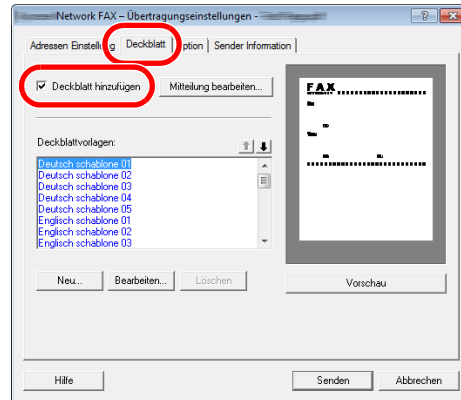 Network FAX – Übertragungseinstellungen -
Adressen Einstellung Deckblatt ption Sender Information
Deckblatt hinzufügen Mitteilung bearbeiten...
FAX
Deckblattvorlagen:
Deutsch schablone 01
Deutsch schablone 02
Deutsch schablone 03
Deutsch schablone 04
Deutsch schablone 05
Englisch schablone 01
Englisch schablone 02
Englisch schablone 03
Neu... Bearbeiten... Löschen Vorschau
Hilfe Senden Abbrechen